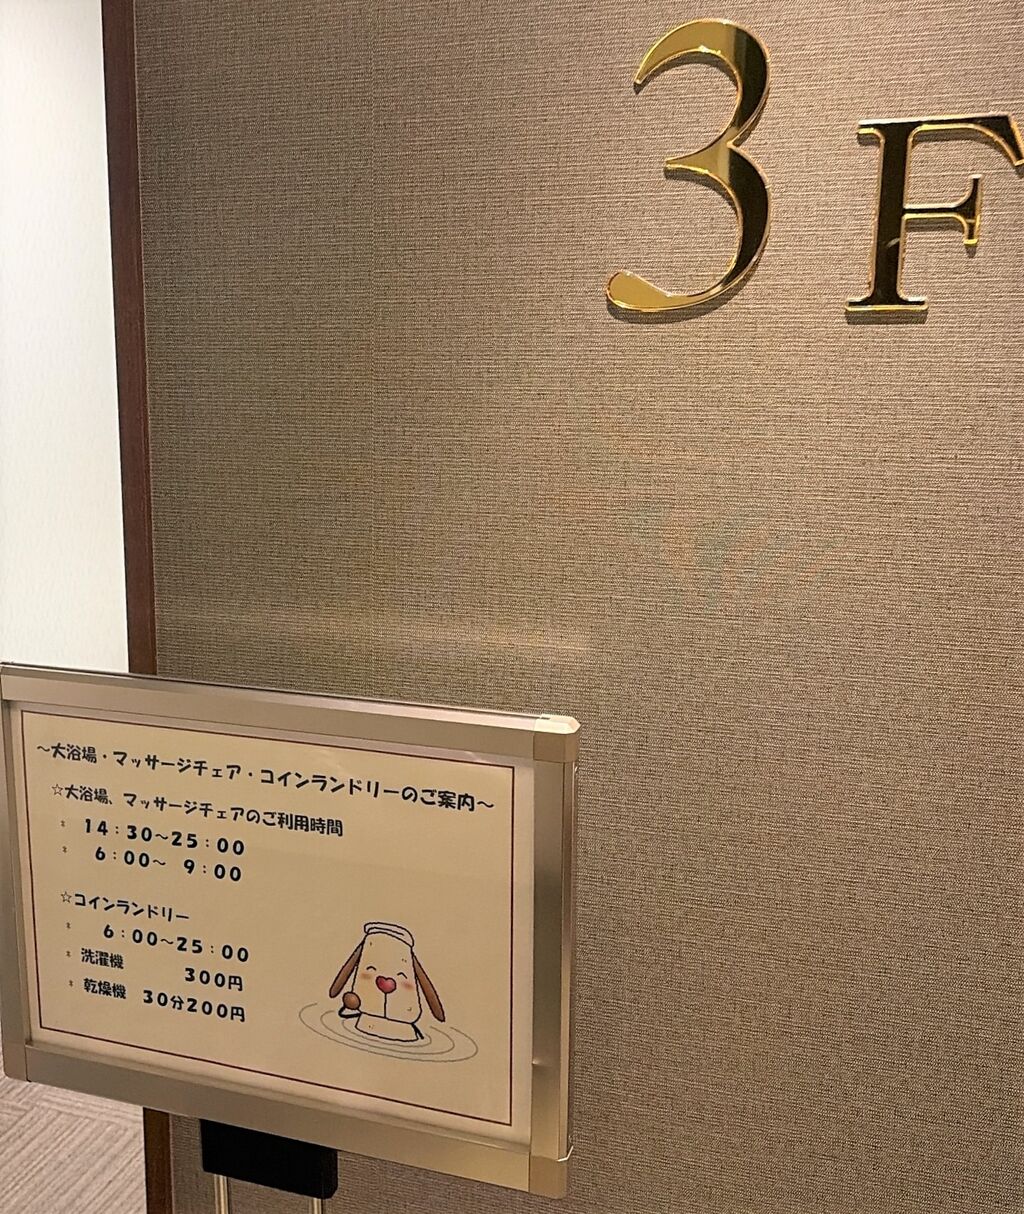 3F
～大浴場・マッサージチェア・コインランドリーのご案内～
☆大浴場、マッサージチェアのご利用時間
* 14：30～25：00
* 6：00～ 9：00
☆コインランドリー
* 6：00～25：00
* 洗濯機 300円
* 乾燥機 30分200円